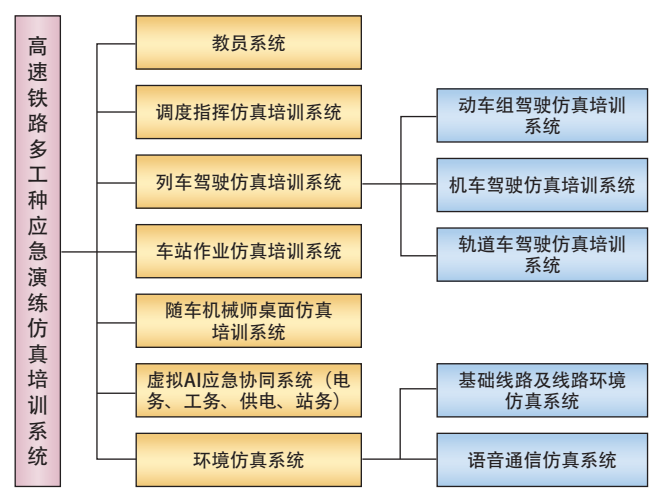 高速铁路多工种应急演练仿真培训系统
教员系统
调度指挥仿真培训系统
列车驾驶仿真培训系统
车站作业仿真培训系统
随车机械师桌面仿真
培训系统
虚拟AI应急协同系统（电
务、工务、供电、站务）
环境仿真系统
动车组驾驶仿真培训
系统
机车驾驶仿真培训系统
轨道车驾驶仿真培训
系统
基础线路及线路环境
仿真系统
语音通信仿真系统